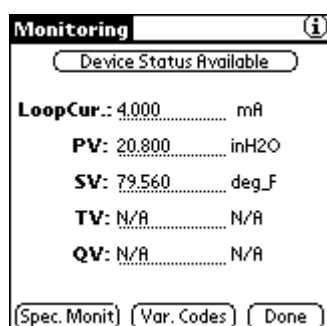 Monitoring i
Device Status Available
LoopCur.: 4.000 mA
PV: 20.800 inH2O
SV: 79.560 deg_F
TV: N/A N/A
QV: N/A N/A
Spec. Monit Var. Codes Done